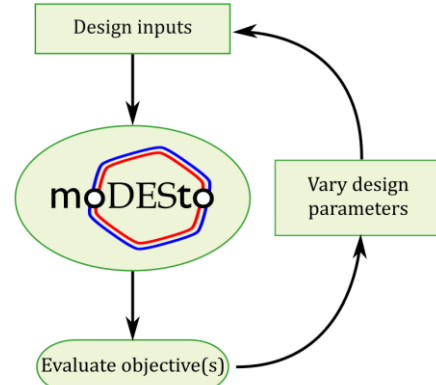 Design inputs
moDESto
Vary design
parameters
Evaluate objective(s)